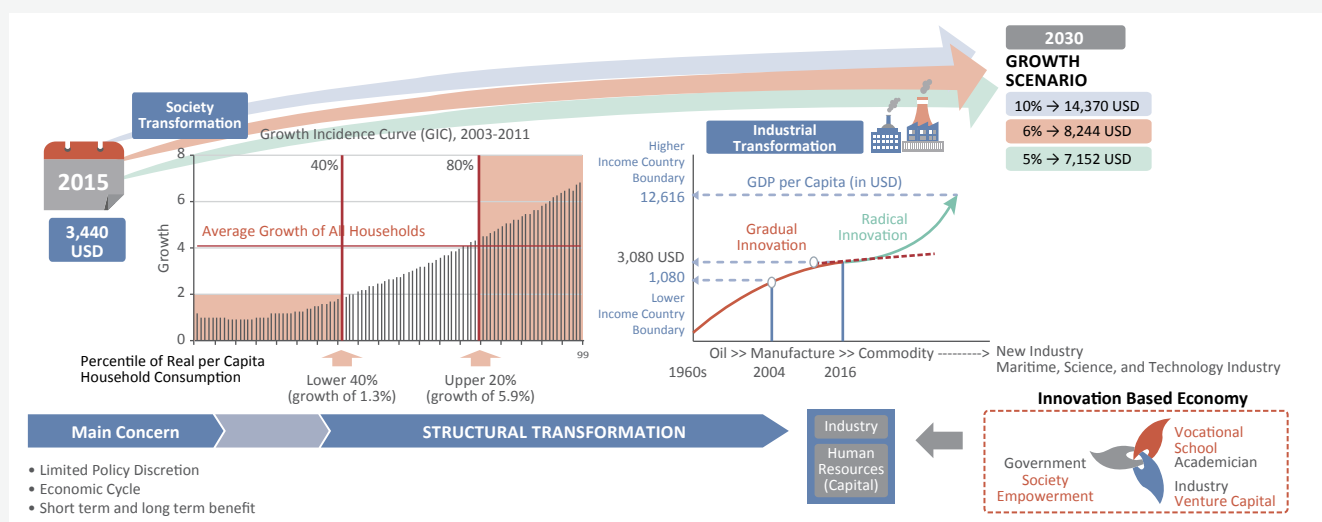 2030
GROWTH
SCENARIO
10% → 14,370 USD
6% → 8,244 USD
5% → 7,152 USD
Society
Transformation
2015
3,440
USD
Growth Incidence Curve (GIC), 2003-2011
8
6
4
2
0
Growth
40%
80%
Average Growth of All Households
99
Percentile of Real per Capita
Household Consumption
Lower 40%
(growth of 1.3%)
Upper 20%
(growth of 5.9%)
Industrial
Transformation
Higher
Income Country
Boundary
12,616
GDP per Capita (in USD)
Gradual
Innovation
Radical
Innovation
3,080 USD
1,080
Lower
Income Country
Boundary
Oil >> Manufacture >> Commodity ---------> New Industry
Maritime, Science, and Technology Industry
1960s
2004
2016
Main Concern
STRUCTURAL TRANSFORMATION
• Limited Policy Discretion
• Economic Cycle
• Short term and long term benefit
Industry
Human
Resources
(Capital)
Innovation Based Economy
Government
Society
Empowerment
Vocational
School
Academician
Industry
Venture Capital